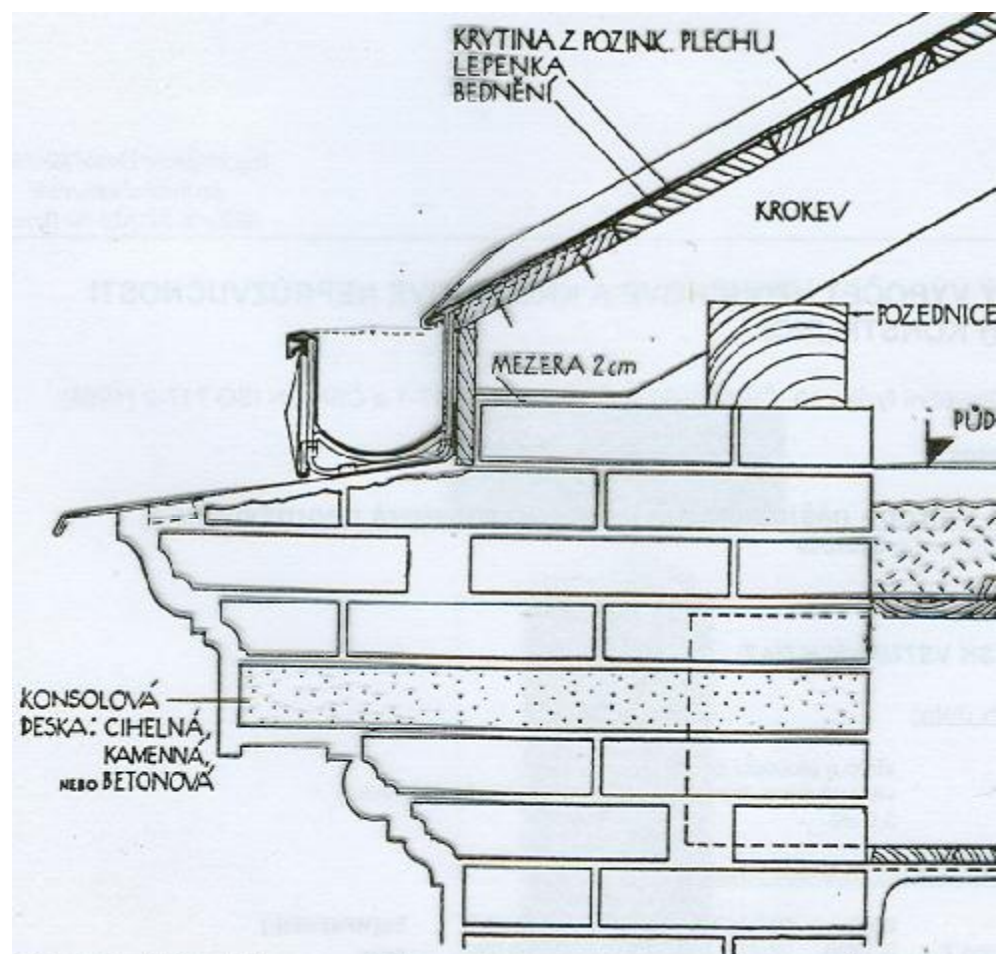 KRYTINA Z POZINK. PLECHU
LEPENKA
BEDNĚNÍ
KROKEV
POZEDNICE
MEZERA 2cm
PŮD
KONSOLOVÁ
DESKA: CIHELNÁ,
KAMENNÁ,
NEBO BETONOVÁ